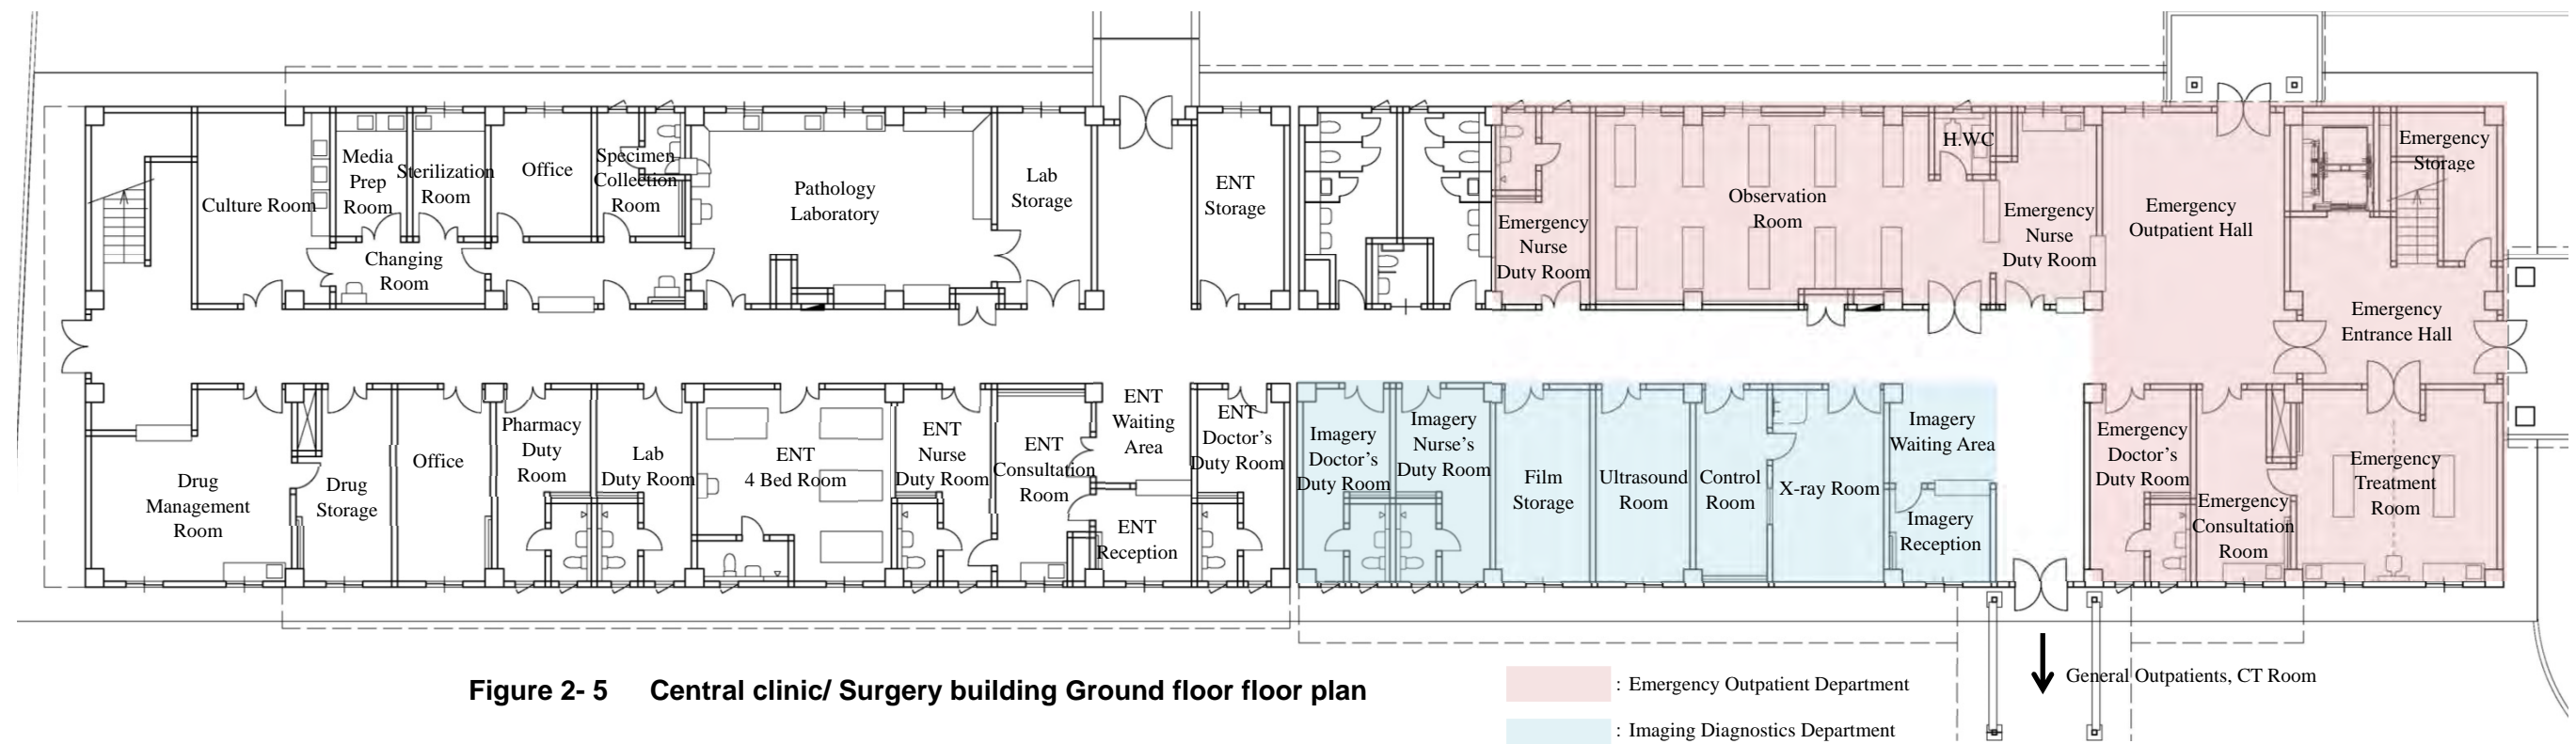 Culture Room
Media
Prep
Room
Sterilization
Room
Office
Specimen
Collection
Room
Changing
Room
Pathology
Laboratory
Lab
Storage
ENT
Storage
Emergency
Nurse
Duty Room
Observation
Room
H.WC
Emergency
Nurse
Duty Room
Emergency
Outpatient Hall
Emergency
Storage
Emergency
Entrance Hall
Drug
Management
Room
Drug
Storage
Office
Pharmacy
Duty
Room
Lab
Duty Room
ENT
4 Bed Room
ENT
Nurse
Duty Room
ENT
Consultation
Room
ENT
Waiting
Area
ENT
Reception
ENT
Doctor's
Duty Room
Imagery
Doctor's
Duty Room
Imagery
Nurse's
Duty Room
Film
Storage
Ultrasound
Room
Control
Room
X-ray Room
Imagery
Waiting Area
Imagery
Reception
Emergency
Doctor's
Duty Room
Emergency
Consultation
Room
Emergency
Treatment
Room
Figure 2- 5 Central clinic/ Surgery building Ground floor floor plan
: Emergency Outpatient Department
: Imaging Diagnostics Department
General Outpatients, CT Room